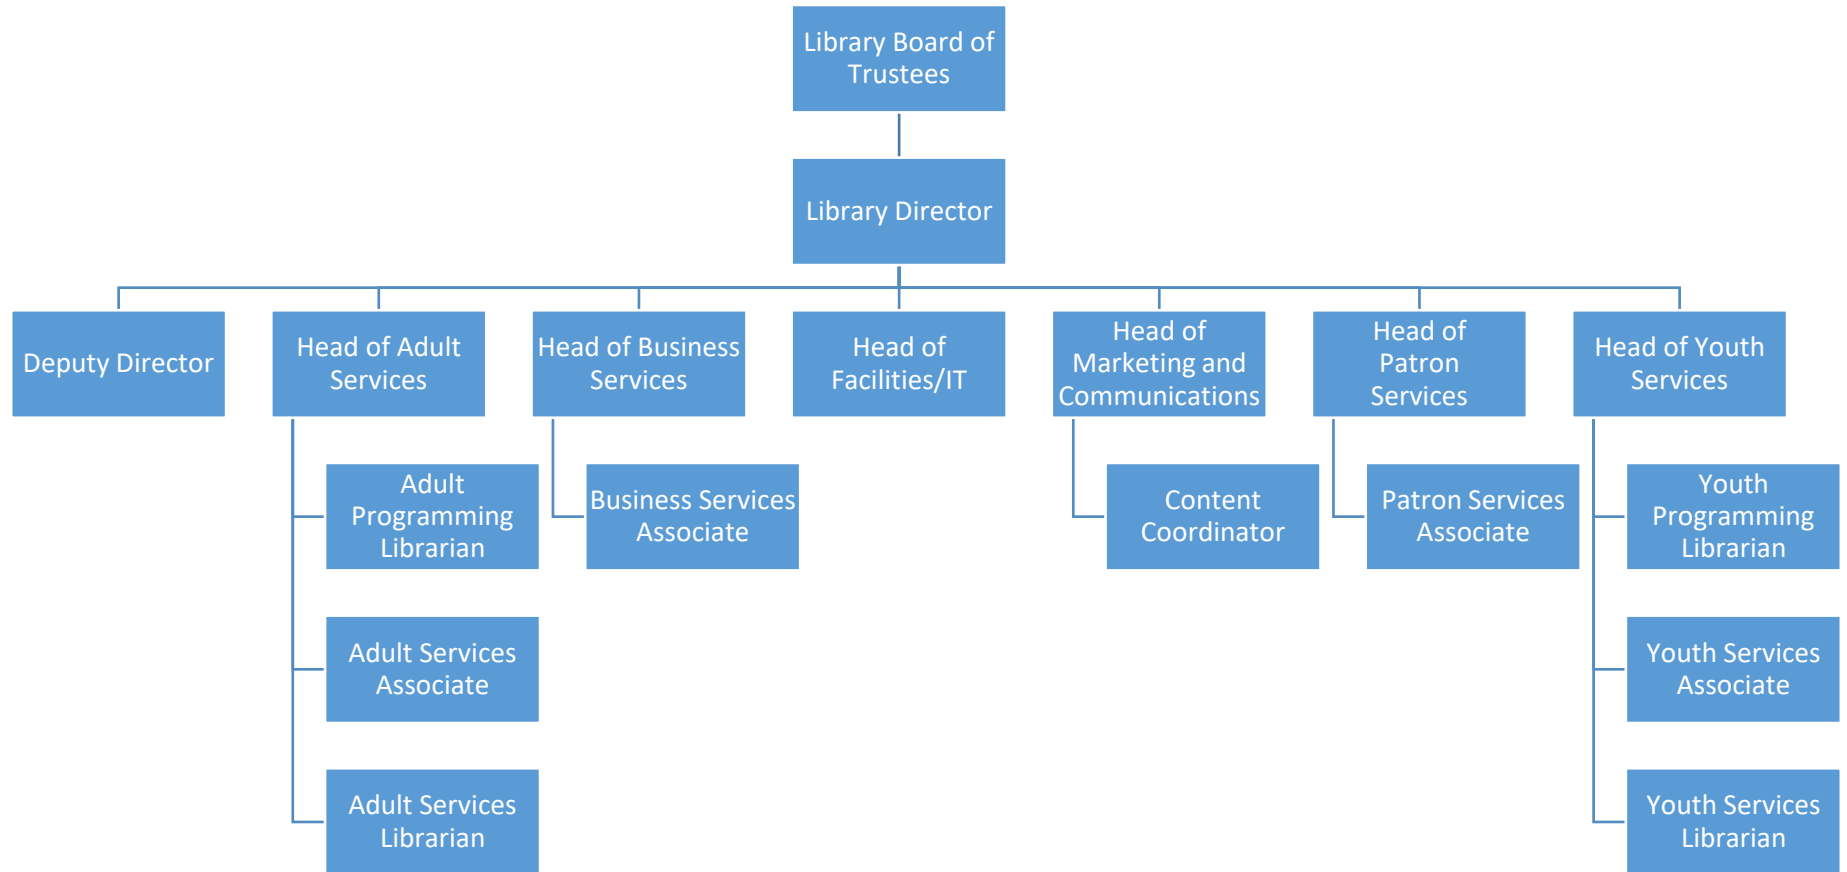 Library Board of
Trustees
Library Director
Deputy Director
Head of Adult
Services
Head of Business
Services
Head of
Facilities/IT
Head of
Marketing and
Communications
Head of
Patron
Services
Head of Youth
Services
Adult
Programming
Librarian
Business Services
Associate
Content
Coordinator
Patron Services
Associate
Youth
Programming
Librarian
Adult Services
Associate
Youth Services
Associate
Adult Services
Librarian
Youth Services
Librarian